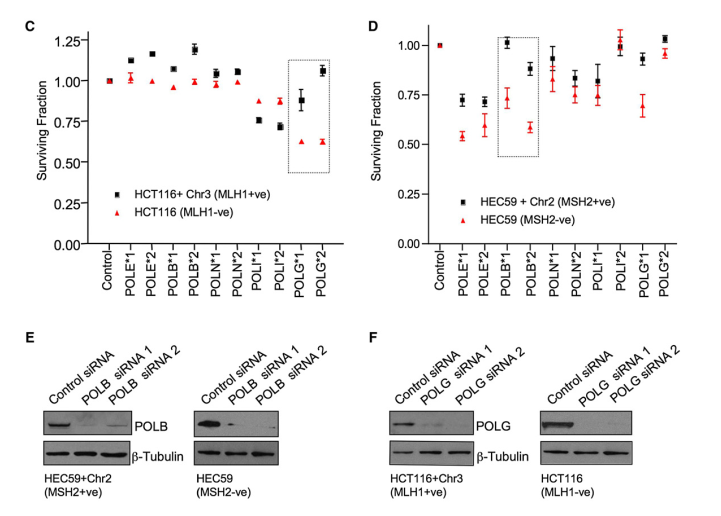 C
1.25
1.00
0.75
0.50
0.25
0.00
Surviving Fraction
HCT116+ Chr3 (MLH1+ve)
HCT116 (MLH1-ve)
Control
POLE*1
POLE*2
POLB*1
POLB*2
POLN*1
POLN*2
POLI*1
POLI*2
POLG*1
POLG*2
D
1.00
0.75
0.50
0.25
0.00
Surviving Fraction
HEC59 + Chr2 (MSH2+ve)
HEC59 (MSH2-ve)
Control
POLE*1
POLE*2
POLB*1
POLB*2
POLN*1
POLN*2
POLI*1
POLI*2
POLG*1
POLG*2
E
Control siRNA
POLB siRNA 1
POLB siRNA 2
Control siRNA
POLB siRNA 1
POLB siRNA 2
POLB
β-Tubulin
HEC59+Chr2
(MSH2+ve)
HEC59
(MSH2-ve)
F
Control siRNA
POLG siRNA 1
POLG siRNA 2
Control siRNA
POLG siRNA 1
POLG siRNA 2
POLG
β-Tubulin
HCT116+Chr3
(MLH1+ve)
HCT116
(MLH1-ve)